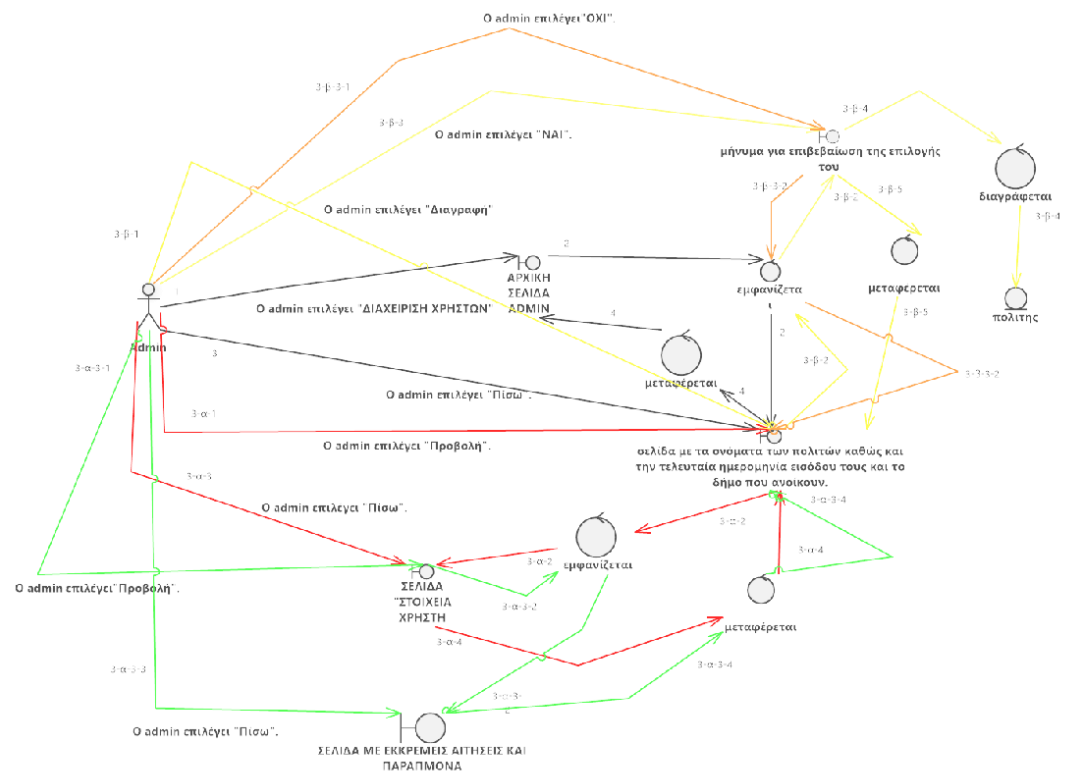 Ο admin επιλέγει"ΟΧΙ".
3-β-3-1
3-β-3
3-β-4
Ο admin επιλέγει "ΝΑΙ".
μήνυμα για επιβεβαίωση της επιλογής
του
διαγράφεται
3-β-3-2
3-β-2
3-β-5
Ο admin επιλέγει "Διαγραφή"
3-β-4
3-β-1
2
1
ΑΡΧΙΚΗ
ΣΕΛΙΔΑ
ADMIN
εμφανίζετα
μεταφέρεται
πολίτης
Ο admin επιλέγει "ΔΙΑΧΕΙΡΙΣΗ ΧΡΗΣΤΩΝ"
4
3-β-5
2
Admin
3
3-α-3-1
μεταφέρεται
3-β-2
3-3-3-2
4
Ο admin επιλέγει "Πίσω".
3-α-1
Ο admin επιλέγει "Προβολή".
σελίδα με τα ονόματα των πολιτών καθώς και
την τελευταία ημερομηνία εισόδου τους και το
δήμο που ανοικουν.
3-α-3
3-α-3-4
Ο admin επιλέγει "Πίσω".
3-α-2
3-α-4
3-α-2
εμφανίζεται
Ο admin επιλέγει"Προβολή".
ΣΕΛΙΔΑ
"ΣΤΟΙΧΕΙΑ
ΧΡΗΣΤΗ
3-α-3-2
μεταφέρεται
3-α-4
3-α-3-3
3-α-3-4
3-α-3-
Ο admin επιλέγει "Πίσω".
ΣΕΛΙΔΑ ΜΕ ΕΚΚΡΕΜΕΙΣ ΑΙΤΗΣΕΙΣ ΚΑΙ
ΠΑΡΑΠΜΟΝΑ